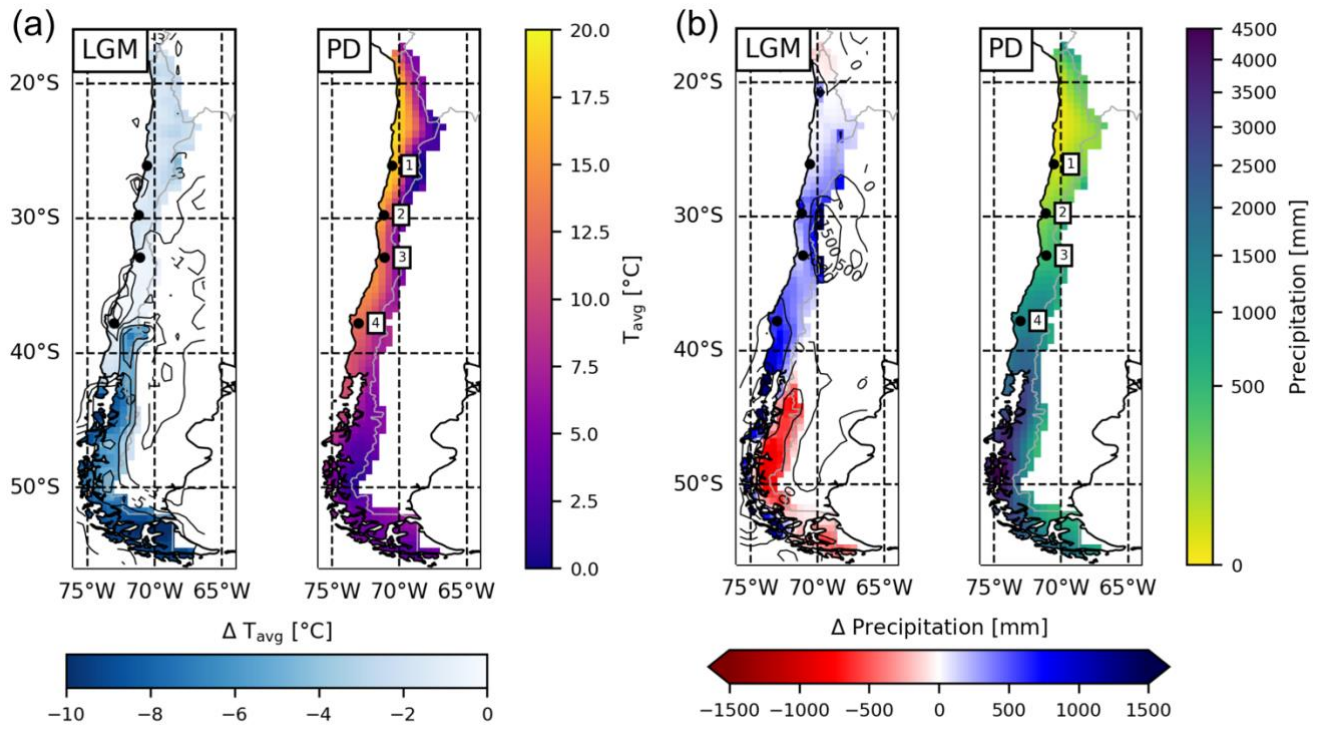 (a)
LGM
PD
20.0
17.5
15.0
12.5
10.0
7.5
5.0
2.5
0.0
T_avg [°C]
20°S
30°S
40°S
50°S
1
2
3
4
75°W 70°W 65°W
75°W 70°W 65°W
Δ T_avg [°C]
−10 −8 −6 −4 −2 0
(b)
LGM
PD
4500
4000
3500
3000
2500
2000
1500
1000
500
0
Precipitation [mm]
20°S
30°S
40°S
50°S
1500
500
1
2
3
4
75°W 70°W 65°W
75°W 70°W 65°W
Δ Precipitation [mm]
−1500 −1000 −500 0 500 1000 1500